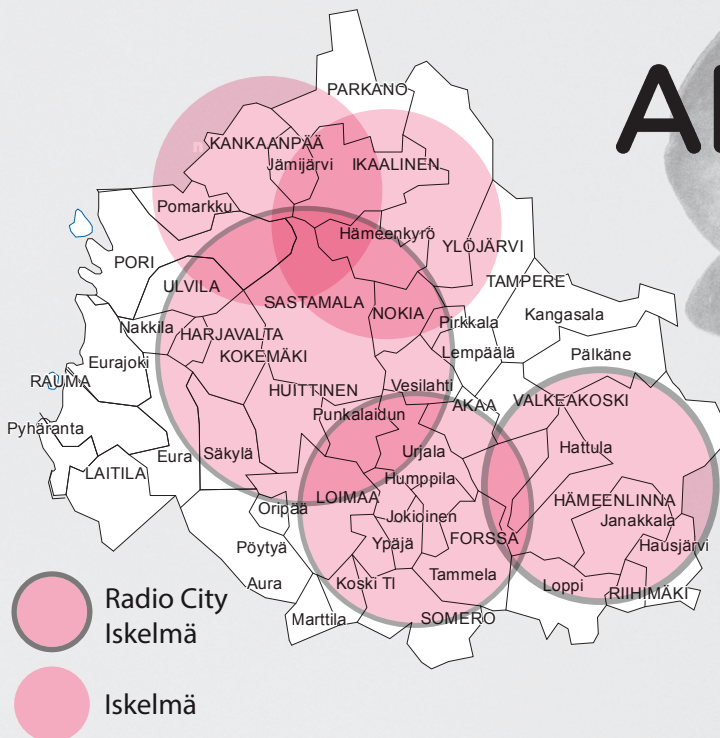 PARKANO
KANKAANPÄÄ
Jämijärvi
IKAALINEN
Pomarkku
Hämeenkyrö
YLÖJÄRVI
PORI
ULVILA
TAMPERE
SASTAMALA
NOKIA
Kangasala
Nakkila
HARJAVALTA
Pirkkala
KOKEMÄKI
Lempäälä
Pälkäne
Eurajoki
RAUMA
HUITTINEN
Vesilahti
Punkalaidun
AKAA
VALKEAKOSKI
Pyhäranta
Eura
Säkylä
Urjala
Hattula
LAITILA
Humppila
LOIMAA
HÄMEENLINNA
Oripää
Jokioinen
Janakkala
Ypäjä
FORSSA
Hausjärvi
Pöytyä
Aura
Koski Tl
Tammela
Loppi
RIIHIMÄKI
Marttila
SOMERO
Radio City
Iskelmä
Iskelmä